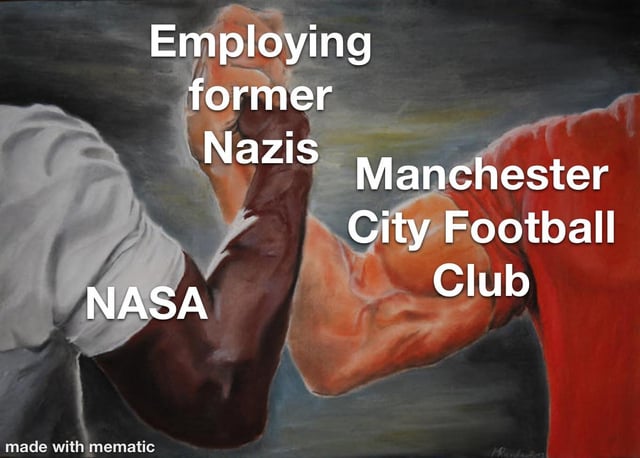 Employing
former
Nazis
Manchester
City Football
Club
NASA
made with mematic